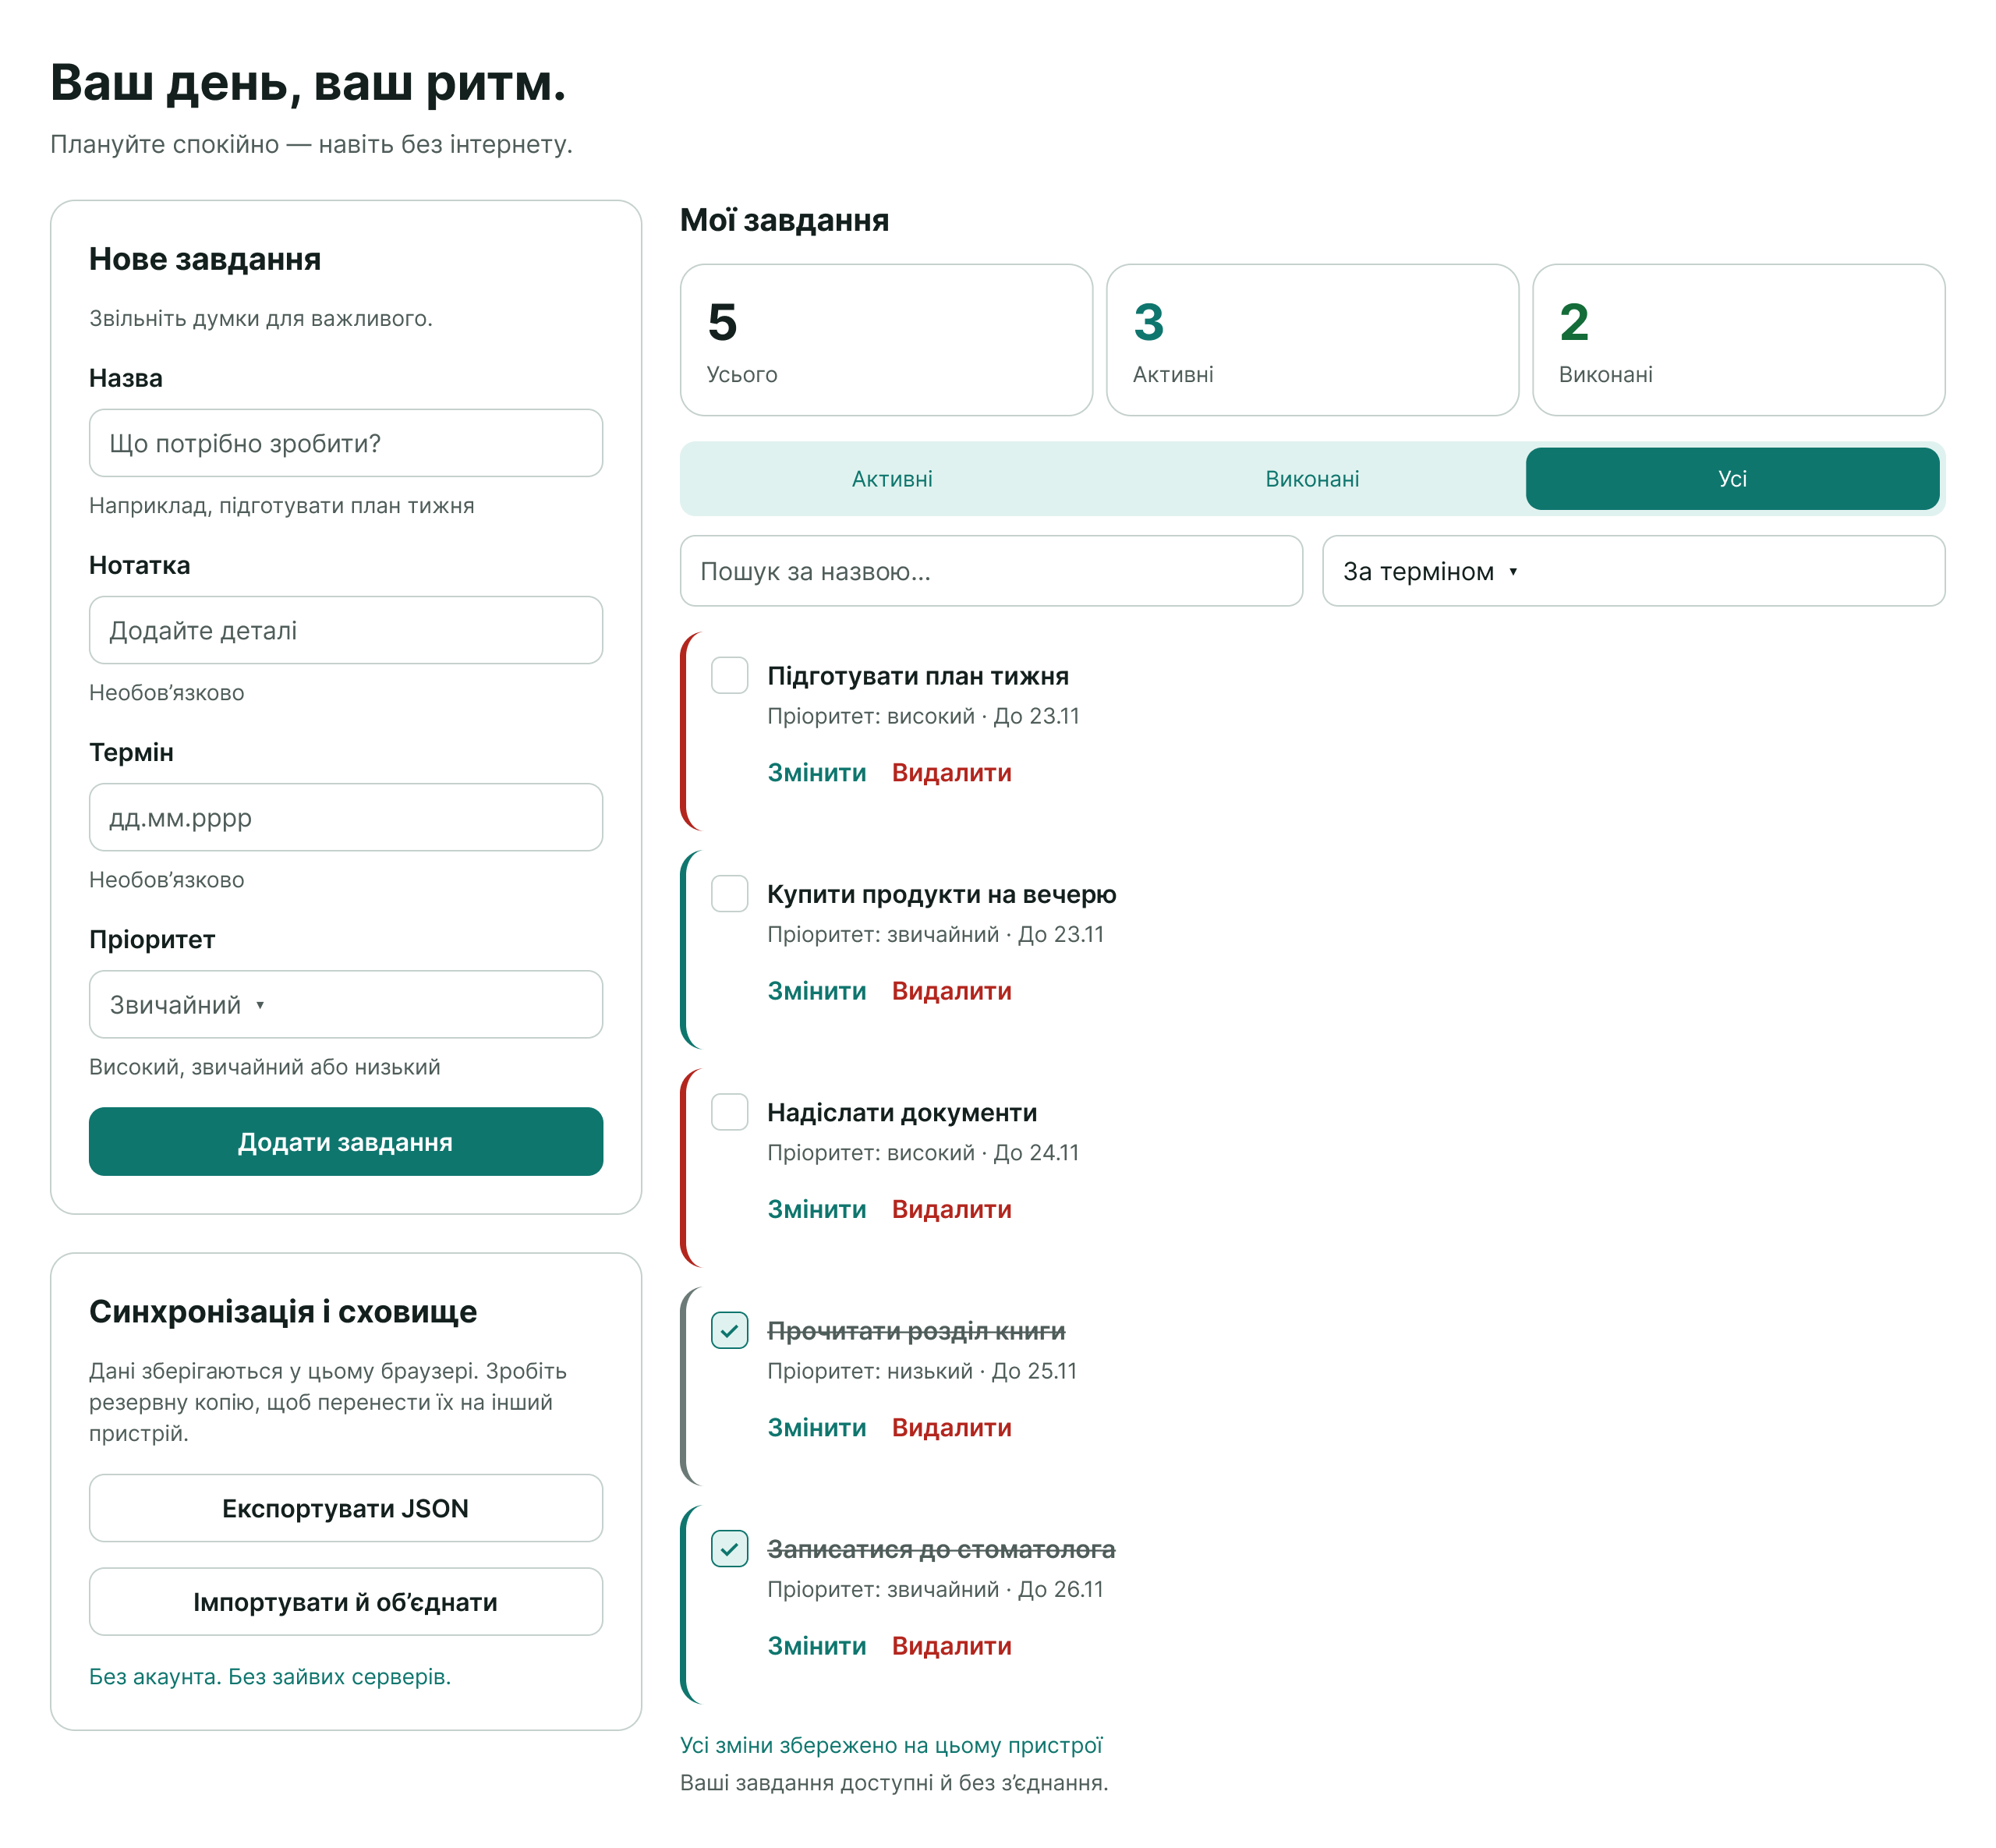 Ваш день, ваш ритм.
Плануйте спокійно — навіть без інтернету.
Нове завдання
Звільніть думки для важливого.
Назва
Що потрібно зробити?
Наприклад, підготувати план тижня
Нотатка
Додайте деталі
Необов’язково
Термін
дд.мм.рррр
Необов’язково
Пріоритет
Звичайний ▾
Високий, звичайний або низький
Додати завдання
Синхронізація і сховище
Дані зберігаються у цьому браузері. Зробіть
резервну копію, щоб перенести їх на інший
пристрій.
Експортувати JSON
Імпортувати й об’єднати
Без акаунта. Без зайвих серверів.
Мої завдання
5
Усього
3
Активні
2
Виконані
Активні
Виконані
Усі
Пошук за назвою...
За терміном ▾
Підготувати план тижня
Пріоритет: високий · До 23.11
Змінити Видалити
Купити продукти на вечерю
Пріоритет: звичайний · До 23.11
Змінити Видалити
Надіслати документи
Пріоритет: високий · До 24.11
Змінити Видалити
Прочитати розділ книги
Пріоритет: низький · До 25.11
Змінити Видалити
Записатися до стоматолога
Пріоритет: звичайний · До 26.11
Змінити Видалити
Усі зміни збережено на цьому пристрої
Ваші завдання доступні й без з’єднання.